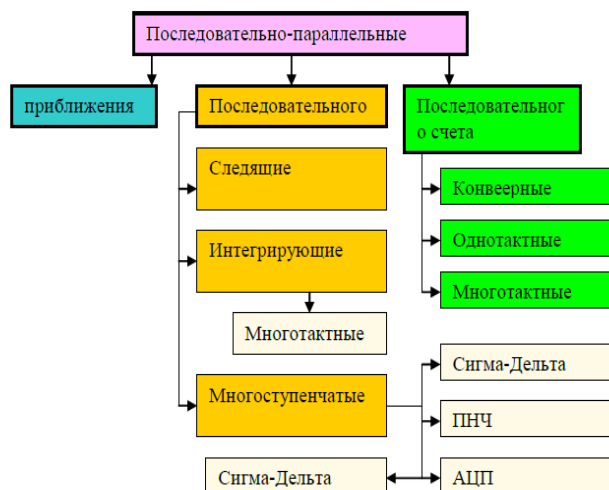 Последовательно-параллельные
приближения
Последовательного
Последовательног
о счета
Следящие
Конвеерные
Интегрирующие
Однотактные
Многотактные
Многотактные
Сигма-Дельта
Многоступенчатые
ПНЧ
Сигма-Дельта
АЦП